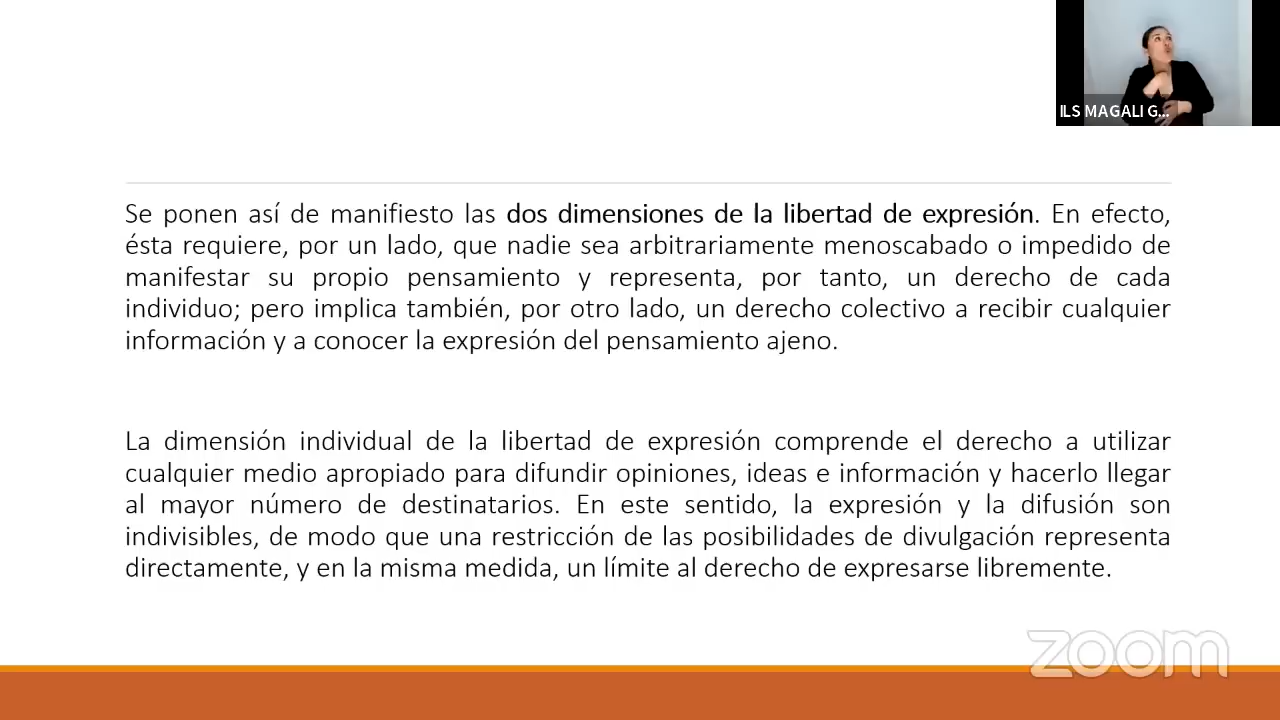 ILS MAGALI G...
Se ponen así de manifiesto las dos dimensiones de la libertad de expresión. En efecto,
ésta requiere, por un lado, que nadie sea arbitrariamente menoscabado o impedido de
manifestar su propio pensamiento y representa, por tanto, un derecho de cada
individuo; pero implica también, por otro lado, un derecho colectivo a recibir cualquier
información y a conocer la expresión del pensamiento ajeno.
La dimensión individual de la libertad de expresión comprende el derecho a utilizar
cualquier medio apropiado para difundir opiniones, ideas e información y hacerlo llegar
al mayor número de destinatarios. En este sentido, la expresión y la difusión son
indivisibles, de modo que una restricción de las posibilidades de divulgación representa
directamente, y en la misma medida, un límite al derecho de expresarse libremente.
zoom